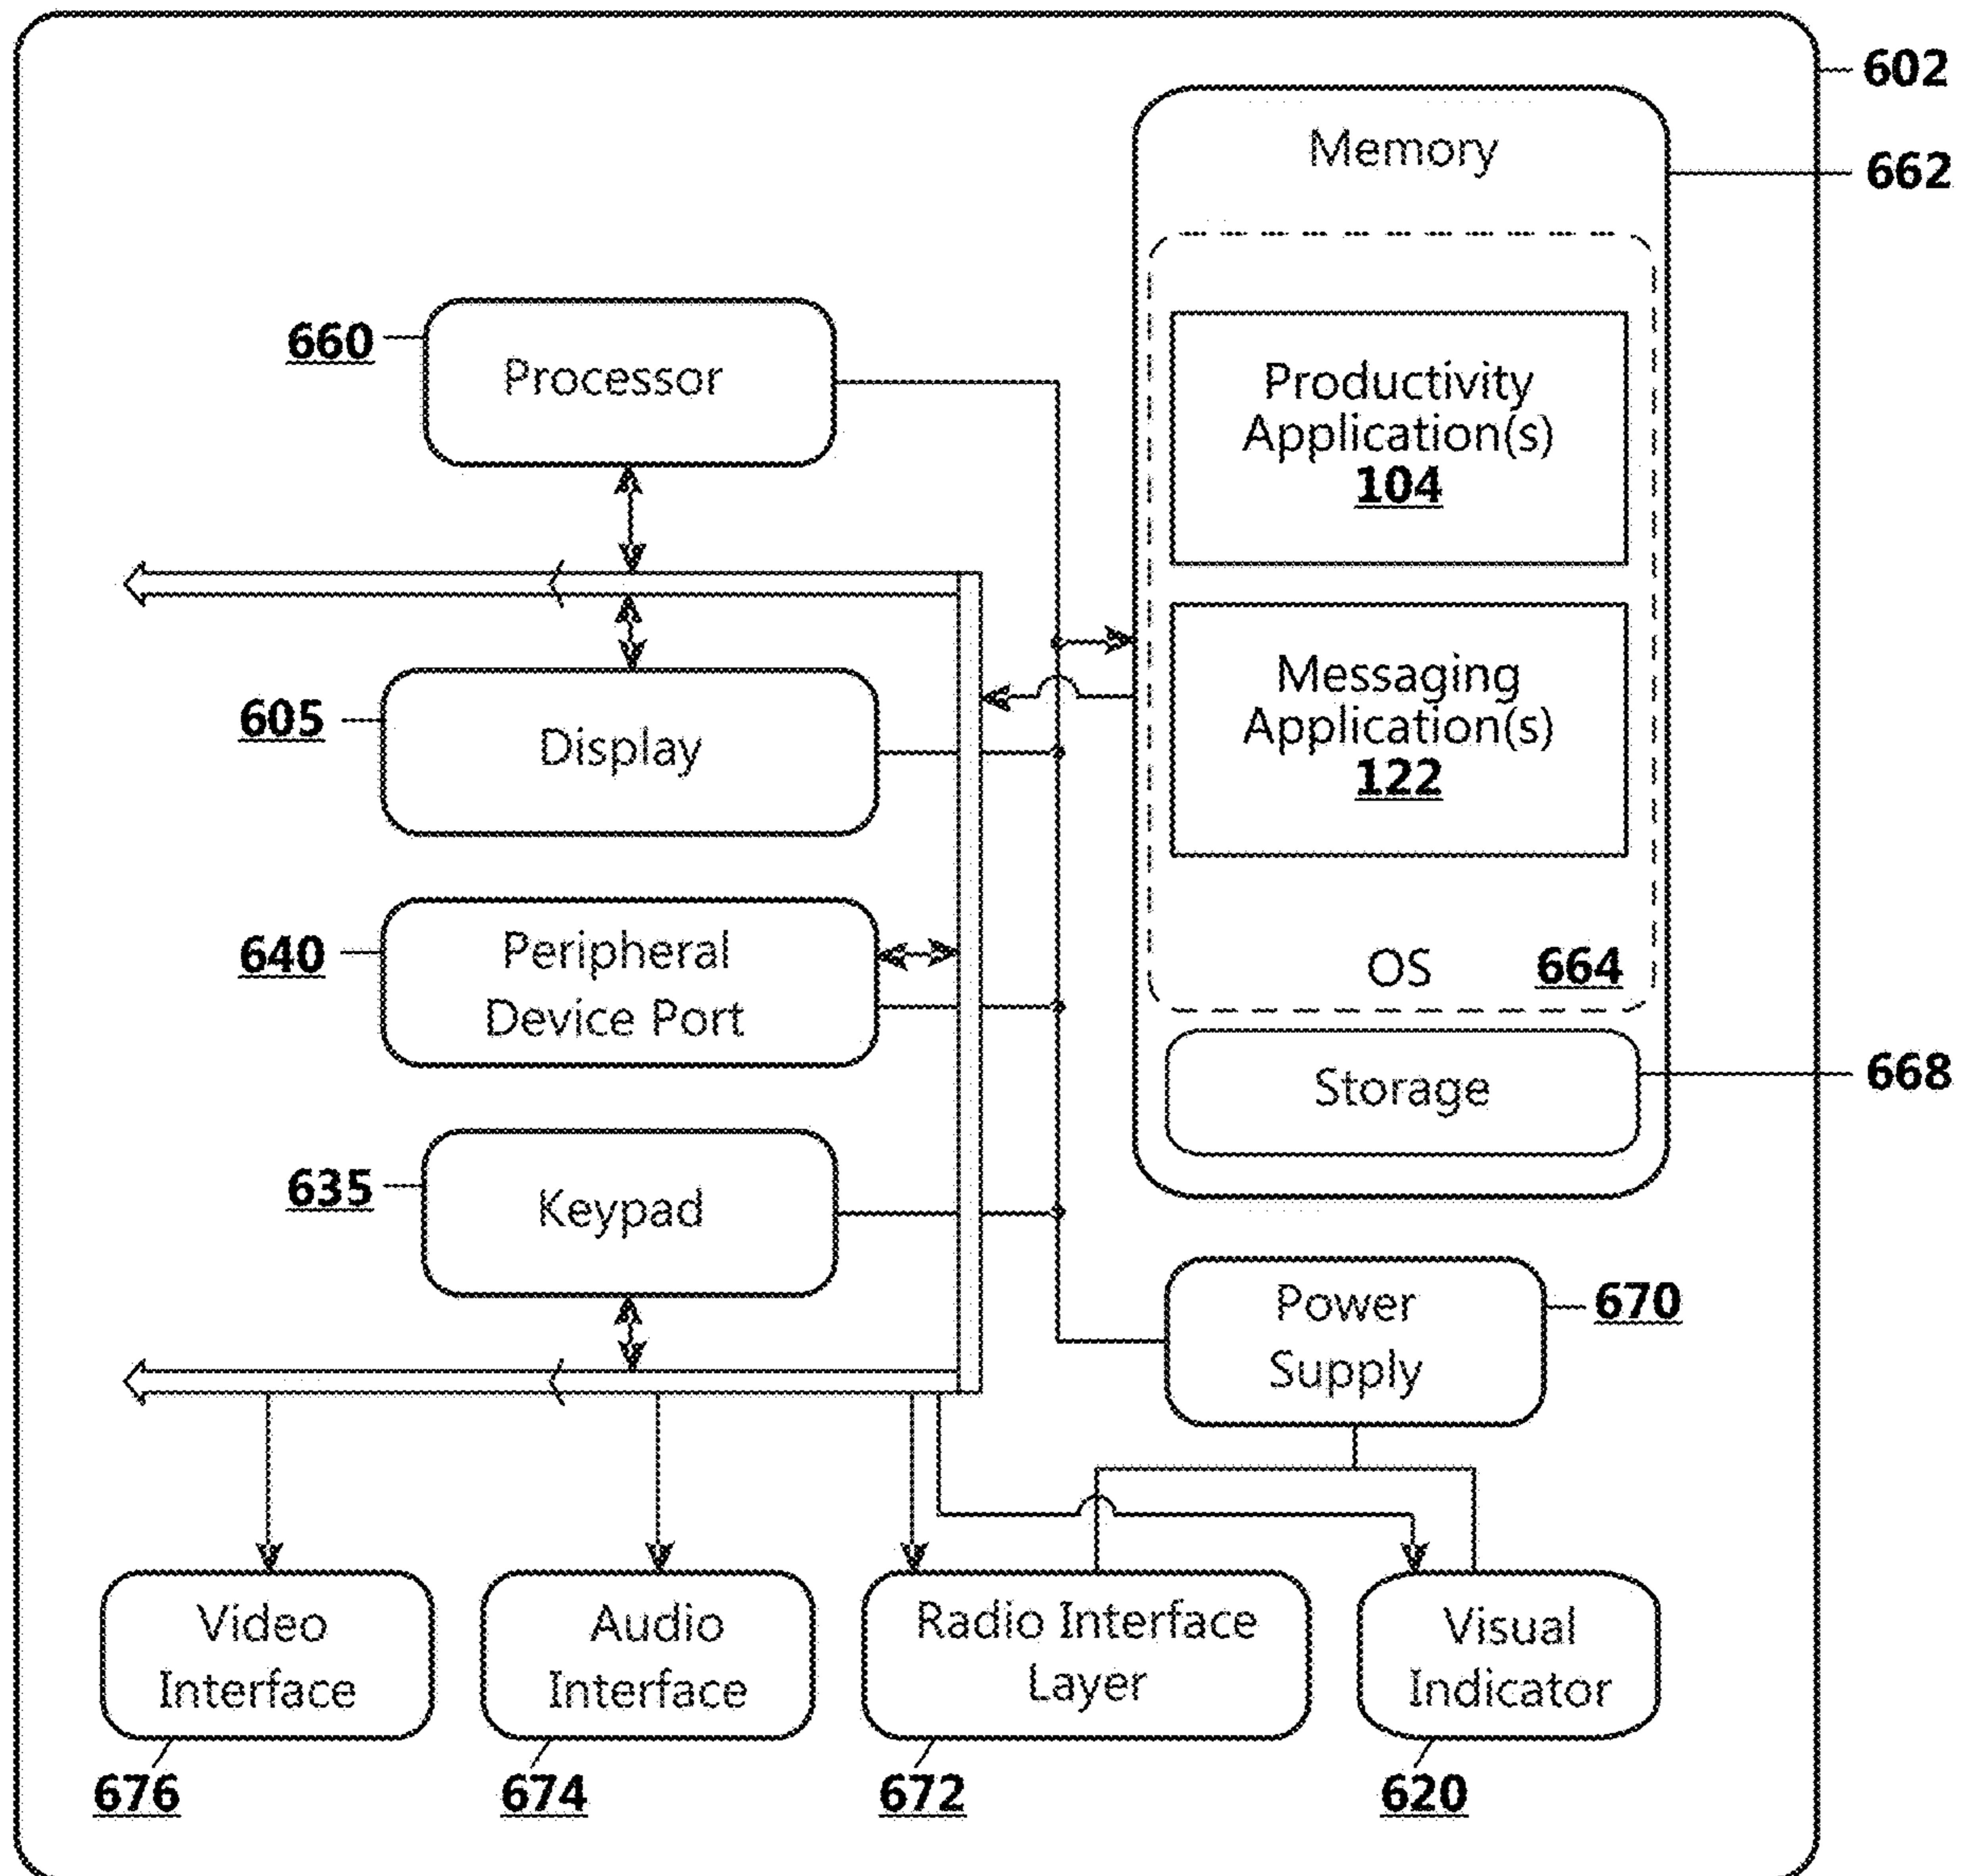 602
Memory
662
Productivity
Application(s)
104
660
Processor
Messaging
Application(s)
122
605
Display
640
Peripheral
Device Port
OS 664
Storage
668
635
Keypad
Power
Supply
670
Video
Interface
Audio
Interface
Radio Interface
Layer
Visual
Indicator
676
674
672
620